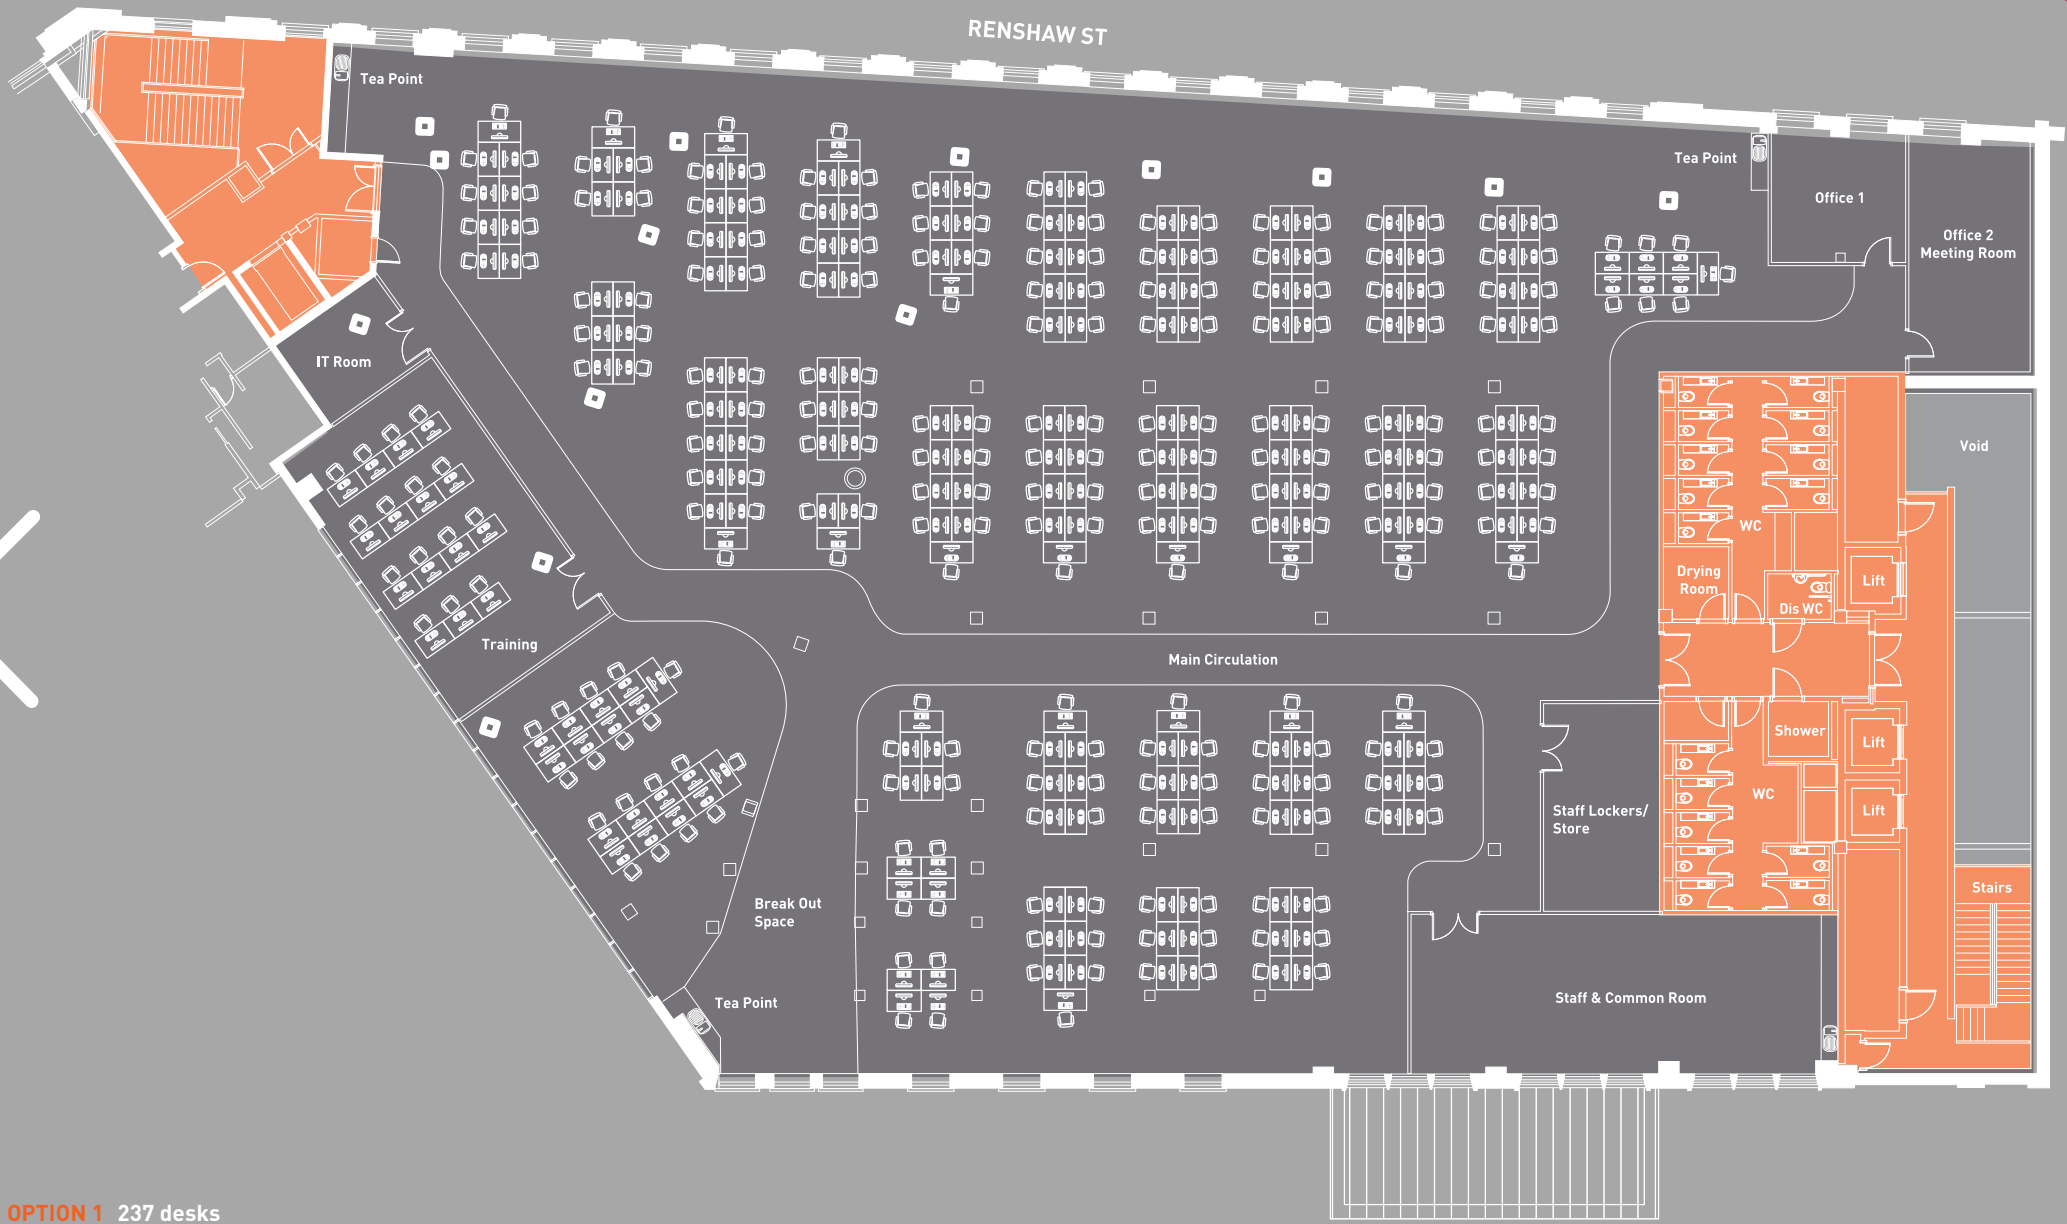 RENSHAW ST
Tea Point
Tea Point
Office 1
Office 2
Meeting Room
IT Room
Void
WC
Drying
Room
Lift
Dis WC
Training
Main Circulation
Shower
Lift
WC
Staff Lockers/
Store
Lift
Stairs
Break Out
Space
Tea Point
Staff & Common Room
OPTION 1 237 desks